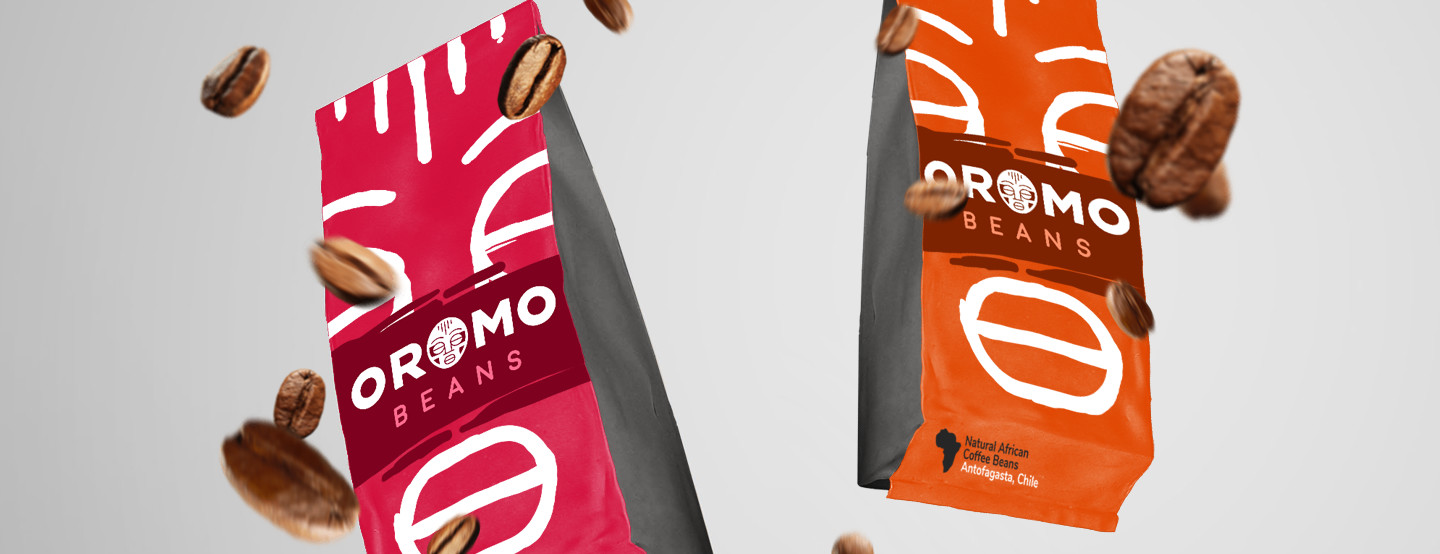 OROMO
BEANS
OROMO
BEANS
Natural African
Coffee Beans
Antofagasta, Chile